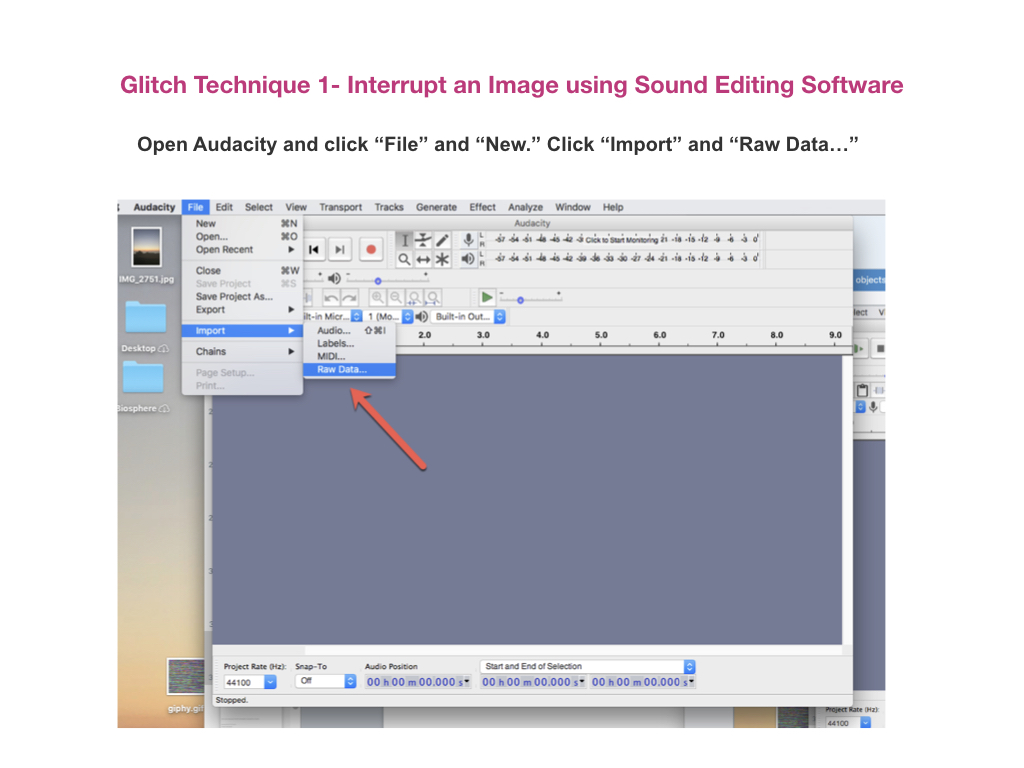 Glitch Technique 1- Interrupt an Image using Sound Editing Software
Open Audacity and click “File” and “New.” Click “Import” and “Raw Data…”
Audacity File Edit Select View Transport Tracks Generate Effect Analyze Window Help
Audacity
New ⌘N
Open... ⌘O
Open Recent
Close ⌘W
Save Project ⌘S
Save Project As...
Export
Import
Chains
Page Setup...
Print...
Audio... ⇧⌘I
Labels...
MIDI...
Raw Data...
IMG_2751.jpg
Desktop
Biosphere
giphy.gif
L
R
-57 -54 -51 -48 -45 -42 -3 Click to Start Monitoring 21 -18 -15 -12 -9 -6 -3 0
L
R
-57 -54 -51 -48 -45 -42 -39 -36 -33 -30 -27 -24 -21 -18 -15 -12 -9 -6 -3 0
ilt-in Micr... 1 (Mo... Built-in Out...
2.0 3.0 4.0 5.0 6.0 7.0 8.0 9.0
objects
lect
Project Rate (Hz): Snap-To Audio Position Start and End of Selection
44100 Off 00 h 00 m 00.000 s 00 h 00 m 00.000 s 00 h 00 m 00.000 s
Stopped.
Project Rate (Hz):
44100